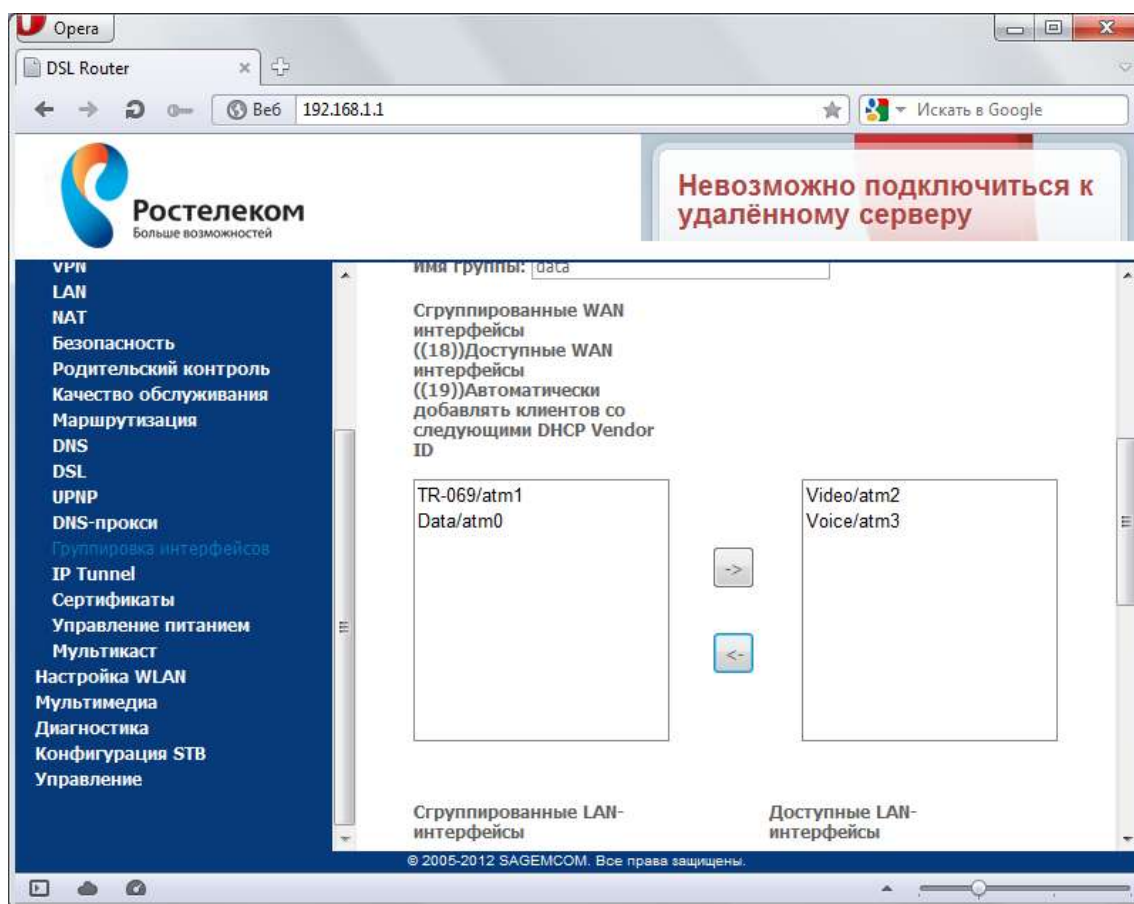 Opera
DSL Router
Веб
192.168.1.1
Искать в Google
Ростелеком
Больше возможностей
Невозможно подключиться к
удалённому серверу
VPN
LAN
NAT
Безопасность
Родительский контроль
Качество обслуживания
Маршрутизация
DNS
DSL
UPNP
DNS-прокси
Группировка интерфейсов
IP Tunnel
Сертификаты
Управление питанием
Мультикаст
Настройка WLAN
Мультимедиа
Диагностика
Конфигурация STB
Управление
Имя группы: data
Сгруппированные WAN
интерфейсы
((18))Доступные WAN
интерфейсы
((19))Автоматически
добавлять клиентов со
следующими DHCP Vendor
ID
TR-069/atm1
Data/atm0
->
<-
Video/atm2
Voice/atm3
Сгруппированные LAN-
интерфейсы
Доступные LAN-
интерфейсы
© 2005-2012 SAGEMCOM. Все права защищены.